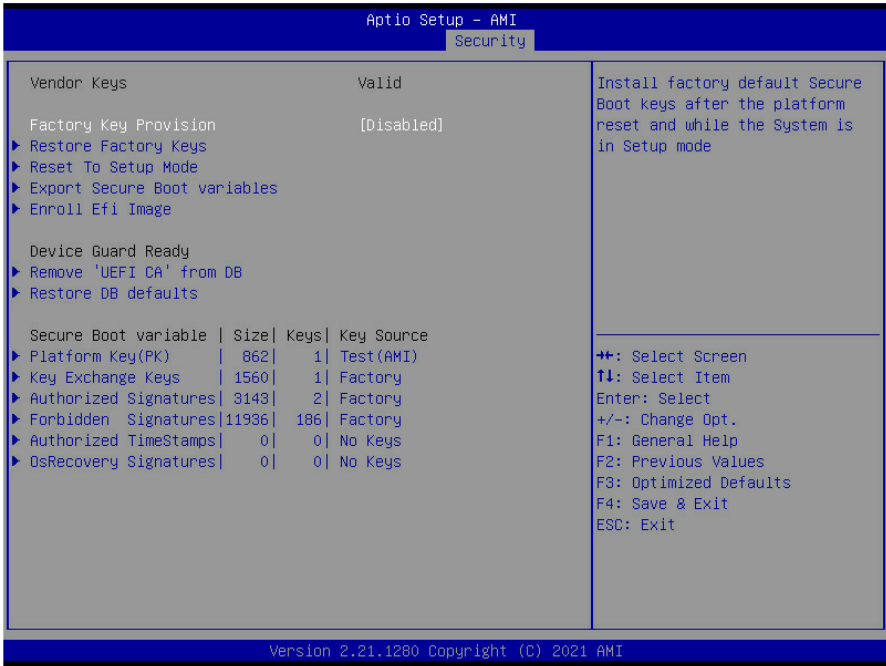 Aptio Setup - AMI
Security
Vendor Keys Valid
Factory Key Provision [Disabled]
Restore Factory Keys
Reset To Setup Mode
Export Secure Boot variables
Enroll Efi Image
Device Guard Ready
Remove 'UEFI CA' from DB
Restore DB defaults
Secure Boot variable | Size| Keys| Key Source
Platform Key(PK) | 862| 1| Test(AMI)
Key Exchange Keys | 1560| 1| Factory
Authorized Signatures| 3143| 2| Factory
Forbidden Signatures|11936| 186| Factory
Authorized TimeStamps| 0| 0| No Keys
OsRecovery Signatures| 0| 0| No Keys
Install factory default Secure
Boot keys after the platform
reset and while the System is
in Setup mode
→←: Select Screen
↑↓: Select Item
Enter: Select
+/-: Change Opt.
F1: General Help
F2: Previous Values
F3: Optimized Defaults
F4: Save & Exit
ESC: Exit
Version 2.21.1280 Copyright (C) 2021 AMI